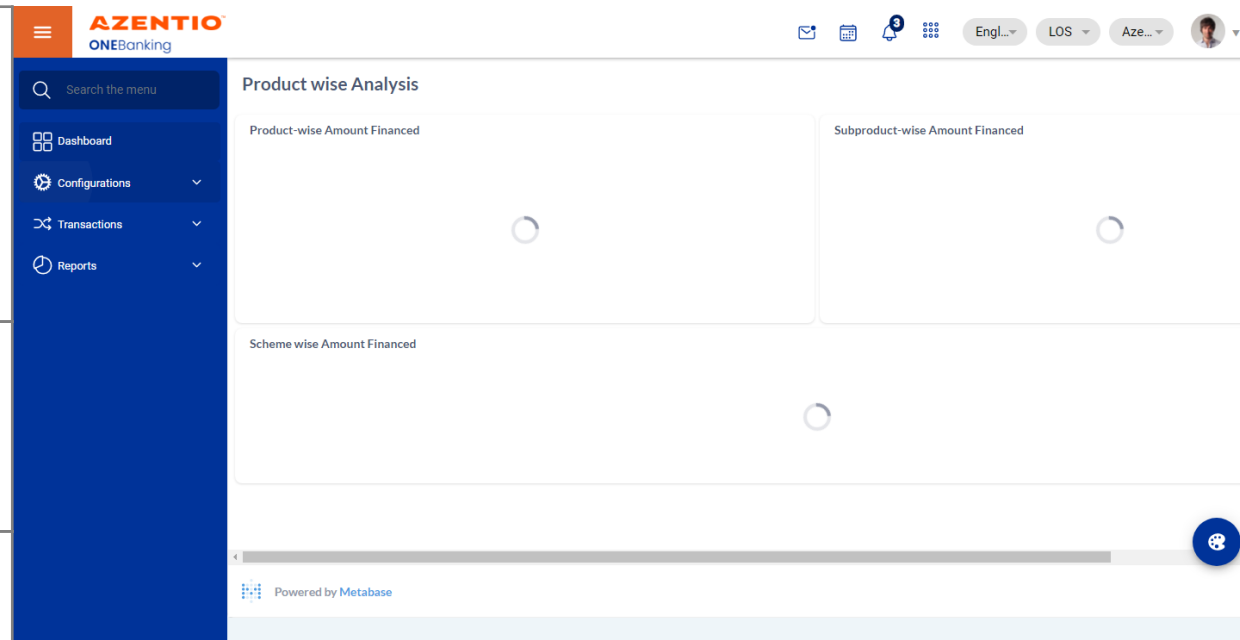 AZENTIO
ONEBanking
3
Engl...
LOS
Aze...
Search the menu
Dashboard
Configurations
Transactions
Reports
Product wise Analysis
Product-wise Amount Financed
Subproduct-wise Amount Financed
Scheme wise Amount Financed
Powered by Metabase